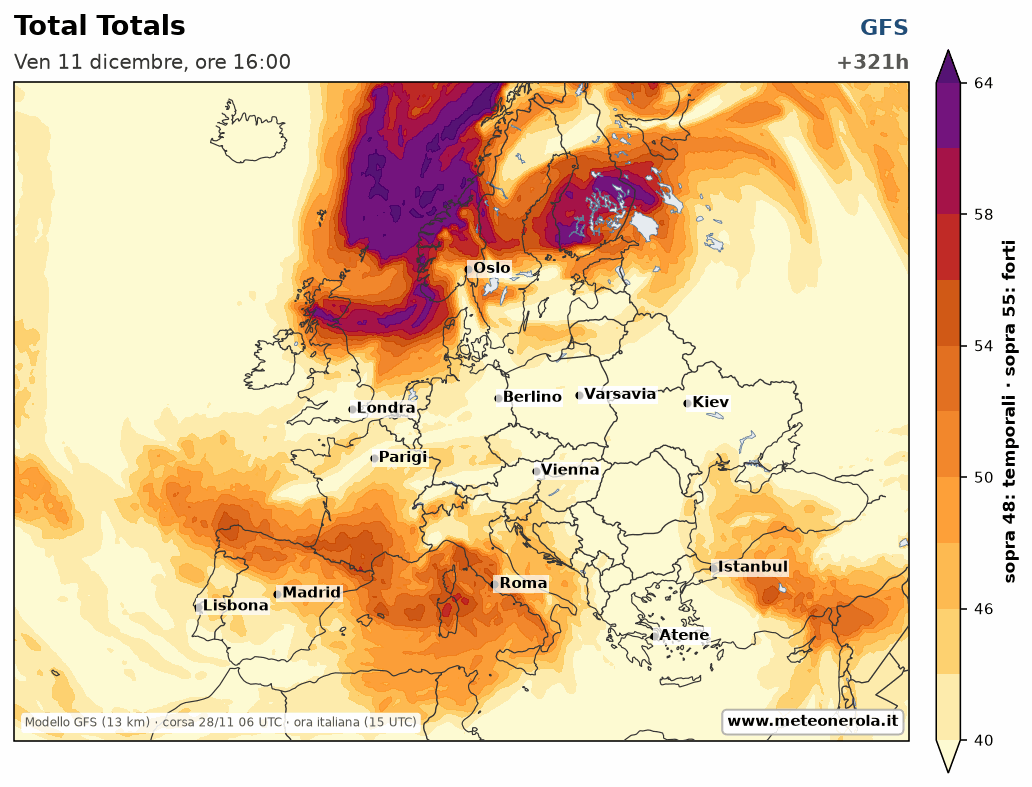 Total Totals
GFS
Ven 11 dicembre, ore 16:00
+321h
64
58
54
50
46
40
sopra 48: temporali · sopra 55: forti
Oslo
Londra
Berlino
Varsavia
Kiev
Parigi
Vienna
Istanbul
Roma
Madrid
Lisbona
Atene
Modello GFS (13 km) · corsa 28/11 06 UTC · ora italiana (15 UTC)
www.meteonerola.it